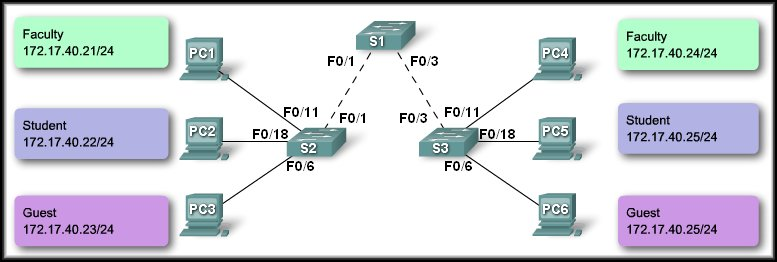 Faculty
172.17.40.21/24
PC1
S1
PC4
Faculty
172.17.40.24/24
F0/1
F0/3
F0/11
F0/1
F0/3
F0/11
Student
172.17.40.22/24
PC2
F0/18
S2
S3
F0/18
PC5
Student
172.17.40.25/24
F0/6
F0/6
Guest
172.17.40.23/24
PC3
PC6
Guest
172.17.40.25/24